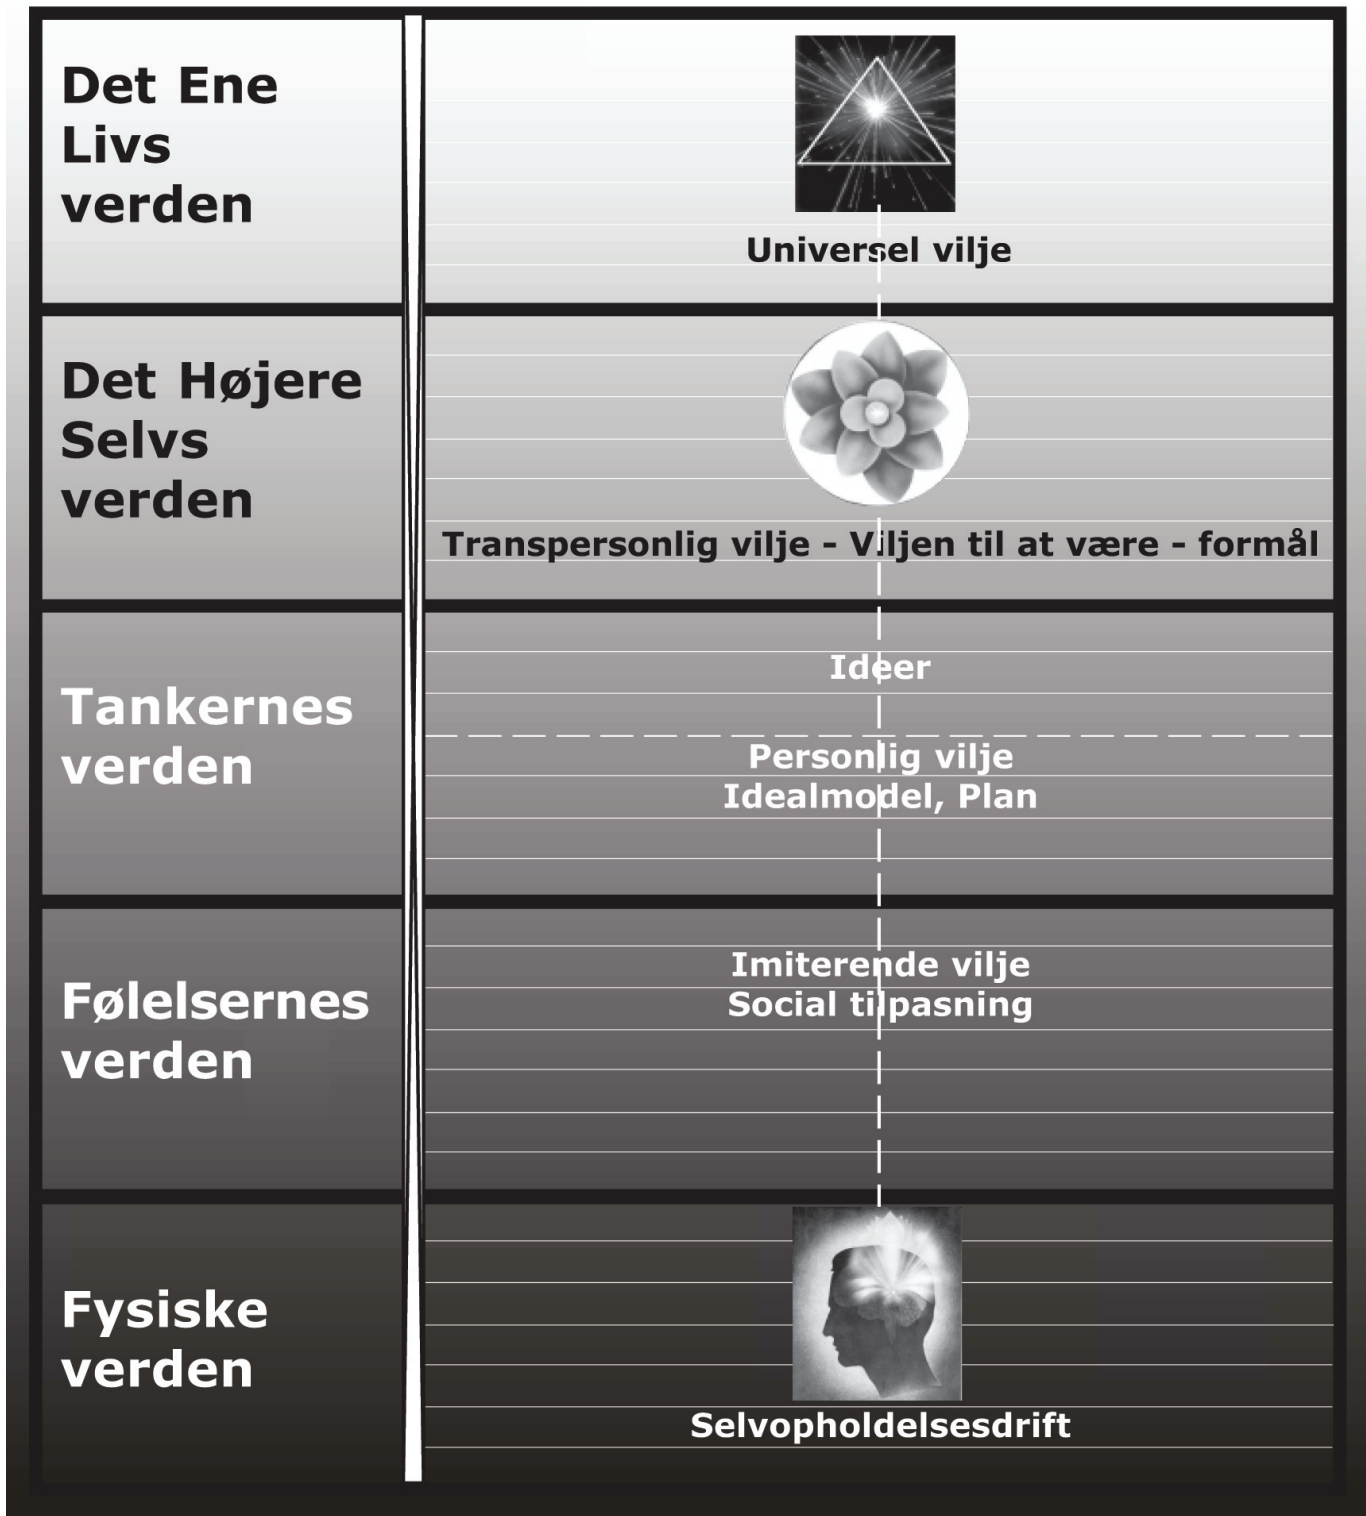 Det Ene
Livs
verden
Universel vilje
Det Højere
Selvs
verden
Transpersonlig vilje - Viljen til at være - formål
Tankernes
verden
Ideer
Personlig vilje
Idealmodel, Plan
Følelsernes
verden
Imiterende vilje
Social tilpasning
Fysiske
verden
Selvopholdelsesdrift